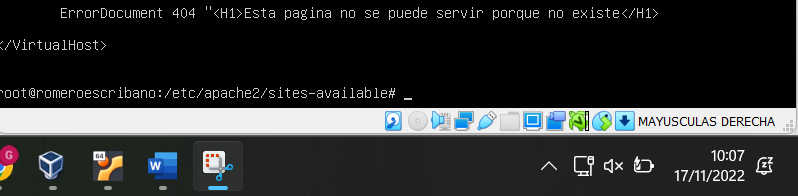 ErrorDocument 404 "<H1>Esta pagina no se puede servir porque no existe</H1>
</VirtualHost>
root@romeroescribano:/etc/apache2/sites-available# _
MAYUSCULAS DERECHA
G
64
W
10:07
17/11/2022